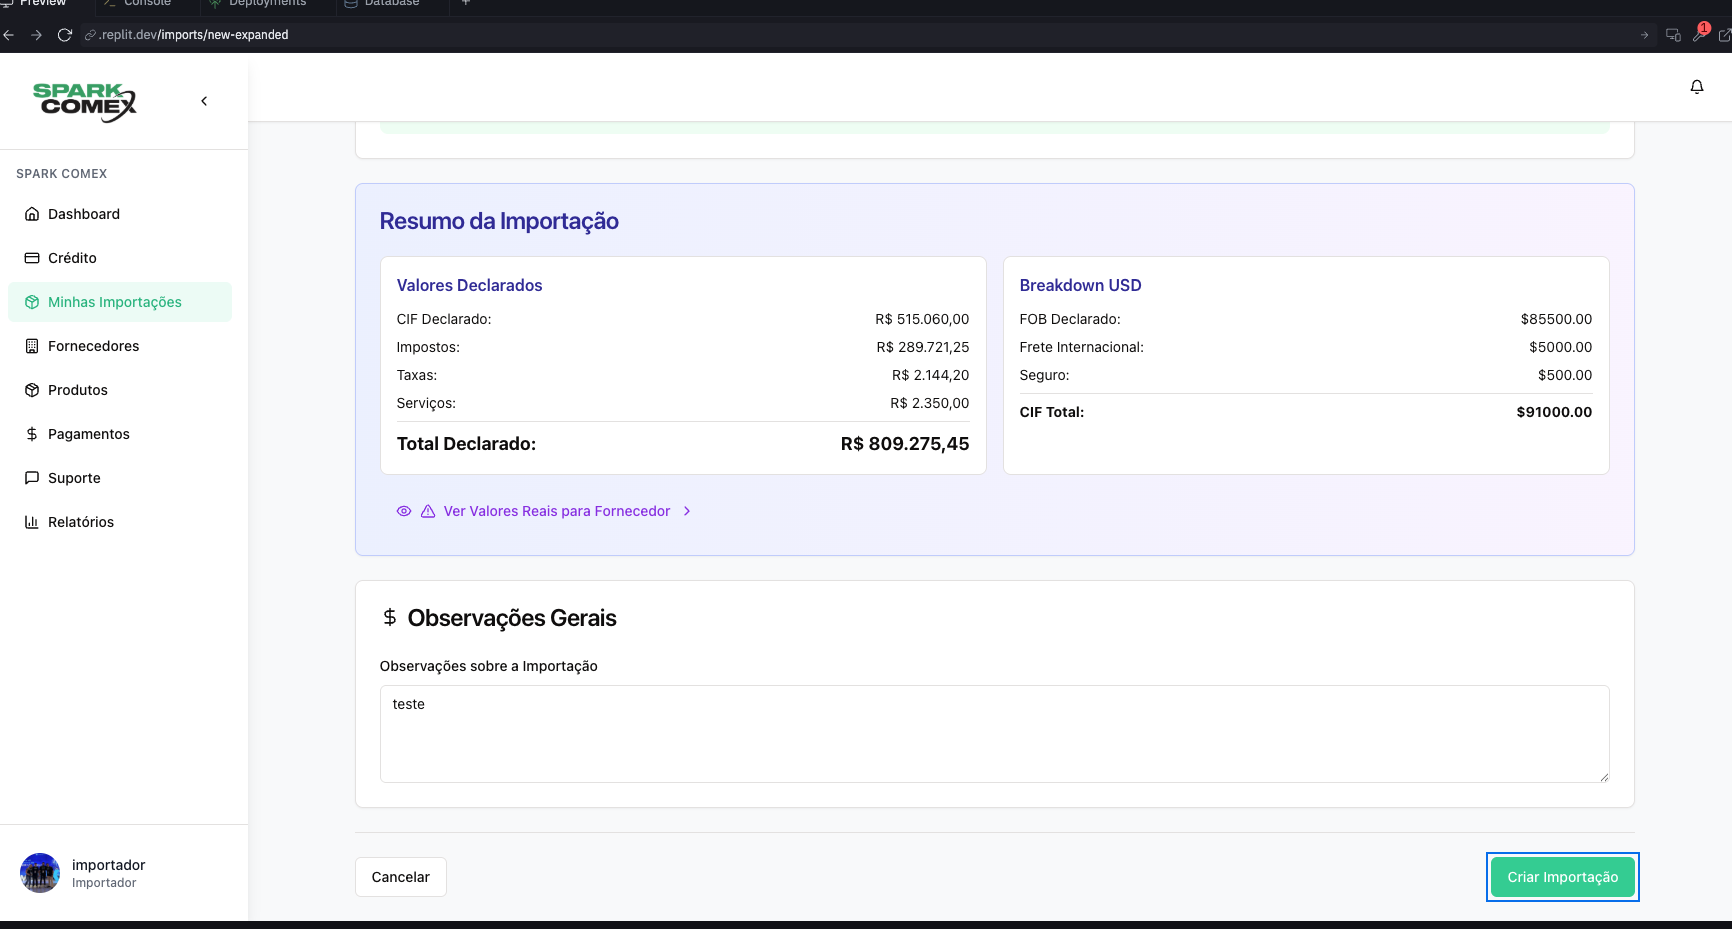 Preview
Console
Deployments
Database
.replit.dev/imports/new-expanded
1
SPARK
COMEX
SPARK COMEX
Dashboard
Crédito
Minhas Importações
Fornecedores
Produtos
Pagamentos
Suporte
Relatórios
importador
Importador
Resumo da Importação
Valores Declarados
CIF Declarado: R$ 515.060,00
Impostos: R$ 289.721,25
Taxas: R$ 2.144,20
Serviços: R$ 2.350,00
Total Declarado: R$ 809.275,45
Breakdown USD
FOB Declarado: $85500.00
Frete Internacional: $5000.00
Seguro: $500.00
CIF Total: $91000.00
Ver Valores Reais para Fornecedor
$ Observações Gerais
Observações sobre a Importação
teste
Cancelar
Criar Importação